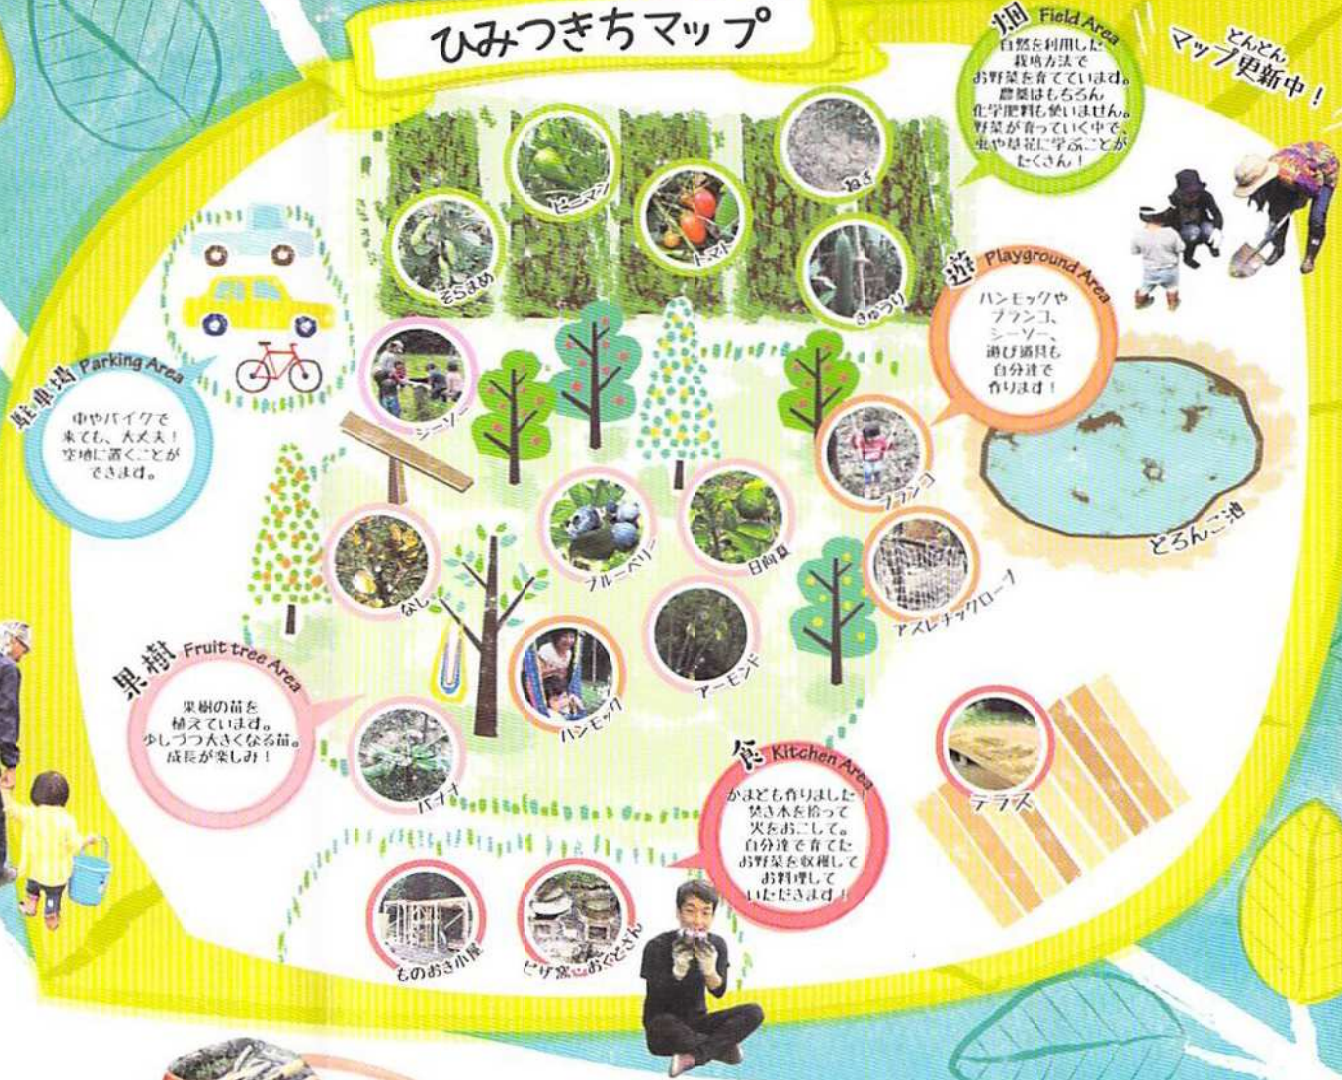 ひみつきちマップ
畑 Field Area
自然を利用した
栽培方法で
お野菜を育てています。
農薬はもちろん
化学肥料も使いません。
野菜が育っていく中で、
虫や草花に学ぶことが
たくさん！
どんどん
マップ更新中！
ピーマン
ねぎ
トマト
そらまめ
きゅうり
遊 Playground Area
ハンモックや
ブランコ、
シーソー、
遊び道具も
自分達で
作ります！
駐車場 Parking Area
車やバイクで
来ても、大丈夫！
空地に置くことが
できます。
シーソー
ブランコ
どろんこ池
ブルーベリー
日向夏
なし
アスレチックロープ
アーモンド
ハンモック
果樹 Fruit tree Area
果樹の苗を
植えています。
少しづつ大きくなる苗。
成長が楽しみ！
バナナ
食 Kitchen Area
かまども作りました！
焚き木を拾って
火をおこして。
自分達で育てた
お野菜を収穫して
お料理して
いただきます！
テラス
ものおき小屋
ピザ窯とおくどさん